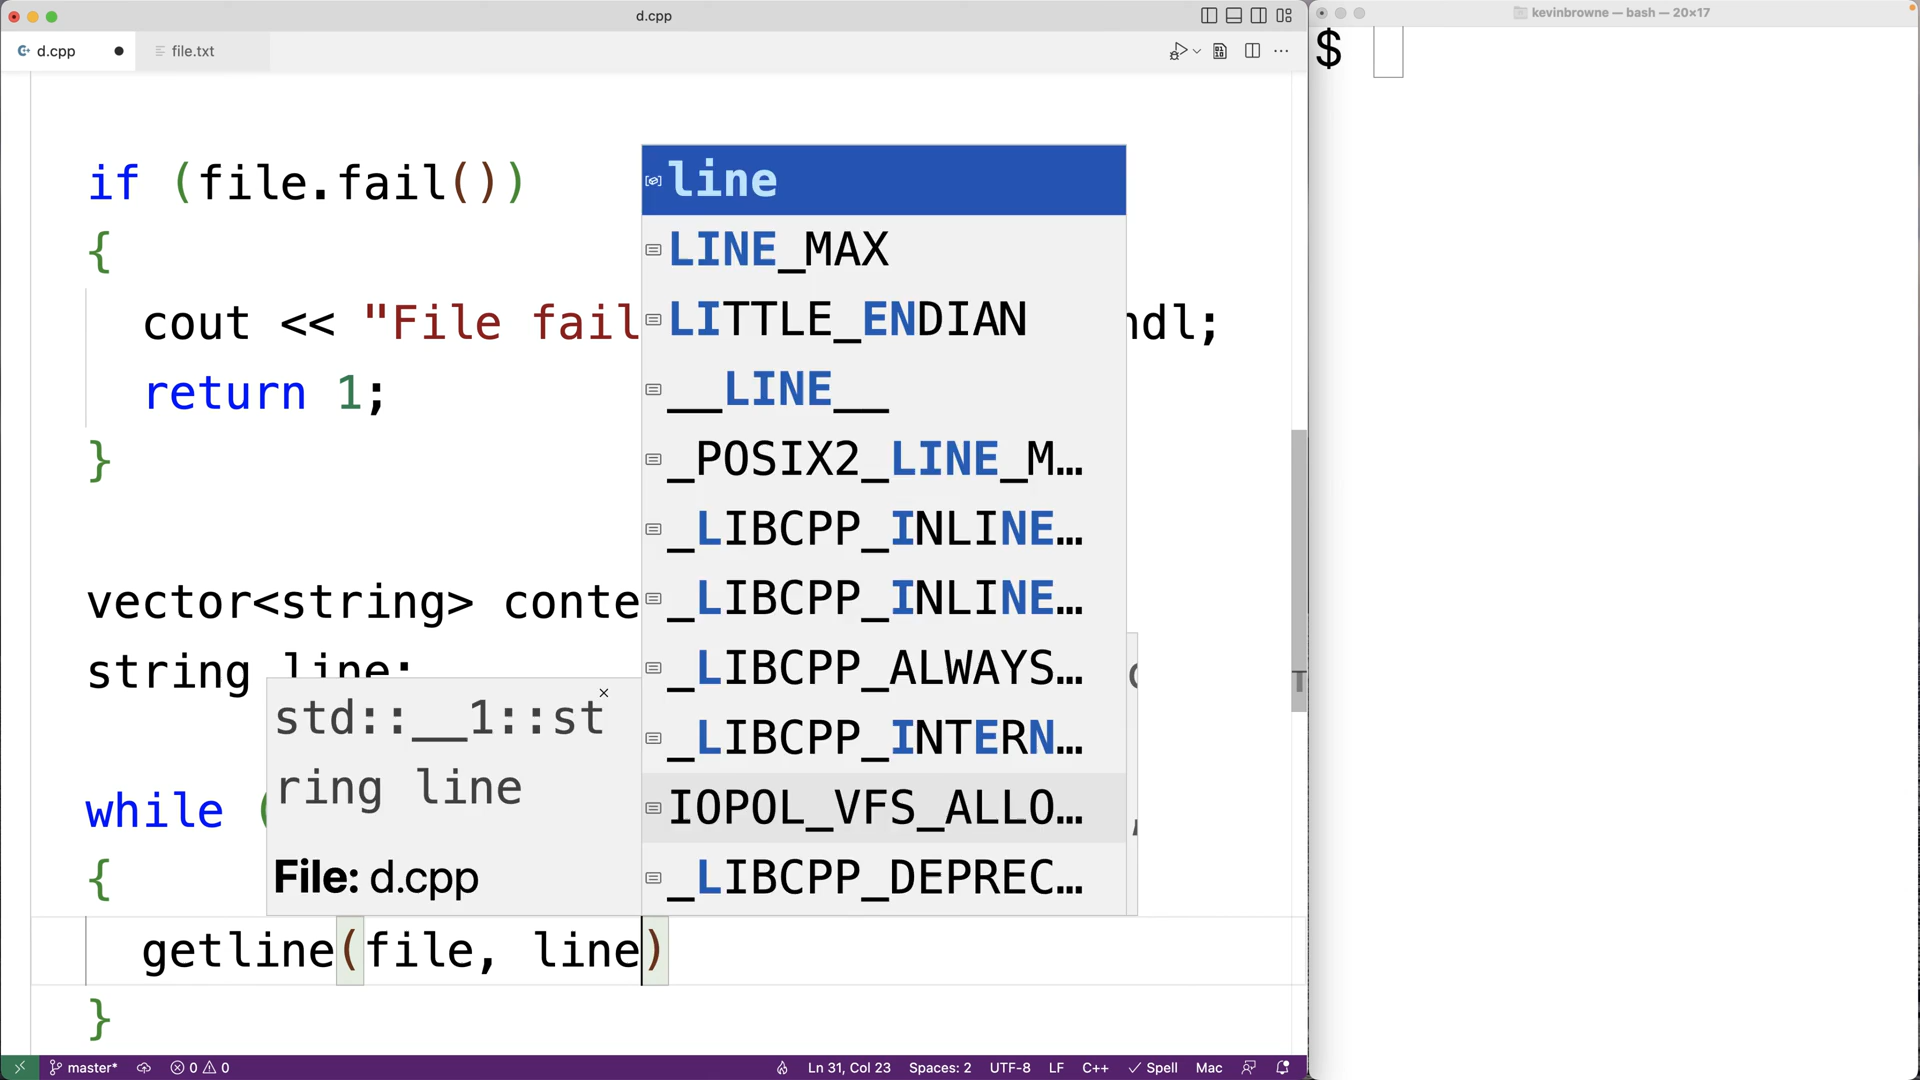 d.cpp
kevinbrowne — bash — 20×17
d.cpp
file.txt
$
if (file.fail())
{
cout << "File fail
ndl;
return 1;
}
vector<string> conte
string line;
while (
{
getline(file, line)
}
line
LINE_MAX
LITTLE_ENDIAN
__LINE__
_POSIX2_LINE_M…
_LIBCPP_INLINE…
_LIBCPP_INLINE…
_LIBCPP_ALWAYS…
_LIBCPP_INTERN…
IOPOL_VFS_ALLO…
_LIBCPP_DEPREC…
std::__1::st
ring line
File: d.cpp
master* 0 0 Ln 31, Col 23 Spaces: 2 UTF-8 LF C++ Spell Mac